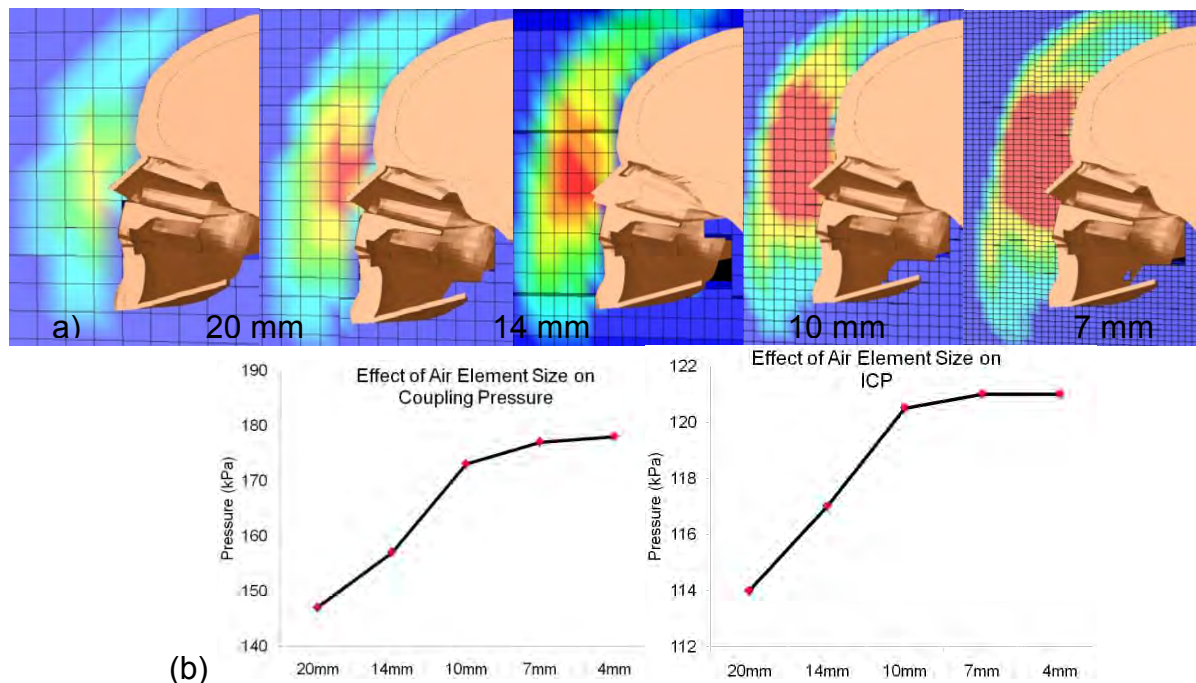 a)
20 mm
14 mm
10 mm
7 mm
Effect of Air Element Size on
Coupling Pressure
Pressure (kPa)
190
180
170
160
150
140
20mm
14mm
10mm
7mm
4mm
Effect of Air Element Size on
ICP
Pressure (kPa)
122
120
118
116
114
112
20mm
14mm
10mm
7mm
4mm
(b)